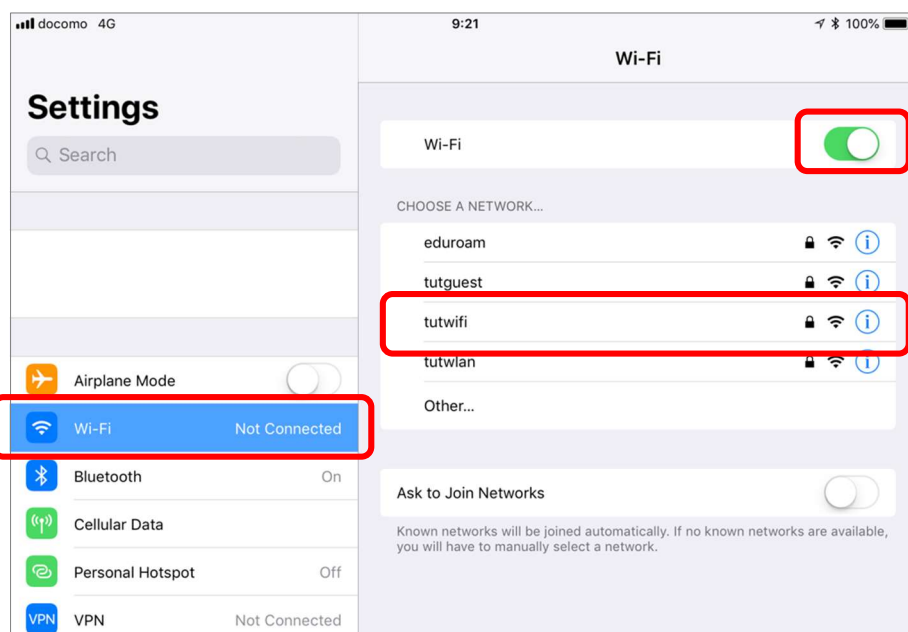 docomo 4G
9:21
100%
Settings
Search
Airplane Mode
Wi-Fi Not Connected
Bluetooth On
Cellular Data
Personal Hotspot Off
VPN VPN Not Connected
Wi-Fi
Wi-Fi
CHOOSE A NETWORK...
eduroam
tutguest
tutwifi
tutwlan
Other...
Ask to Join Networks
Known networks will be joined automatically. If no known networks are available,
you will have to manually select a network.